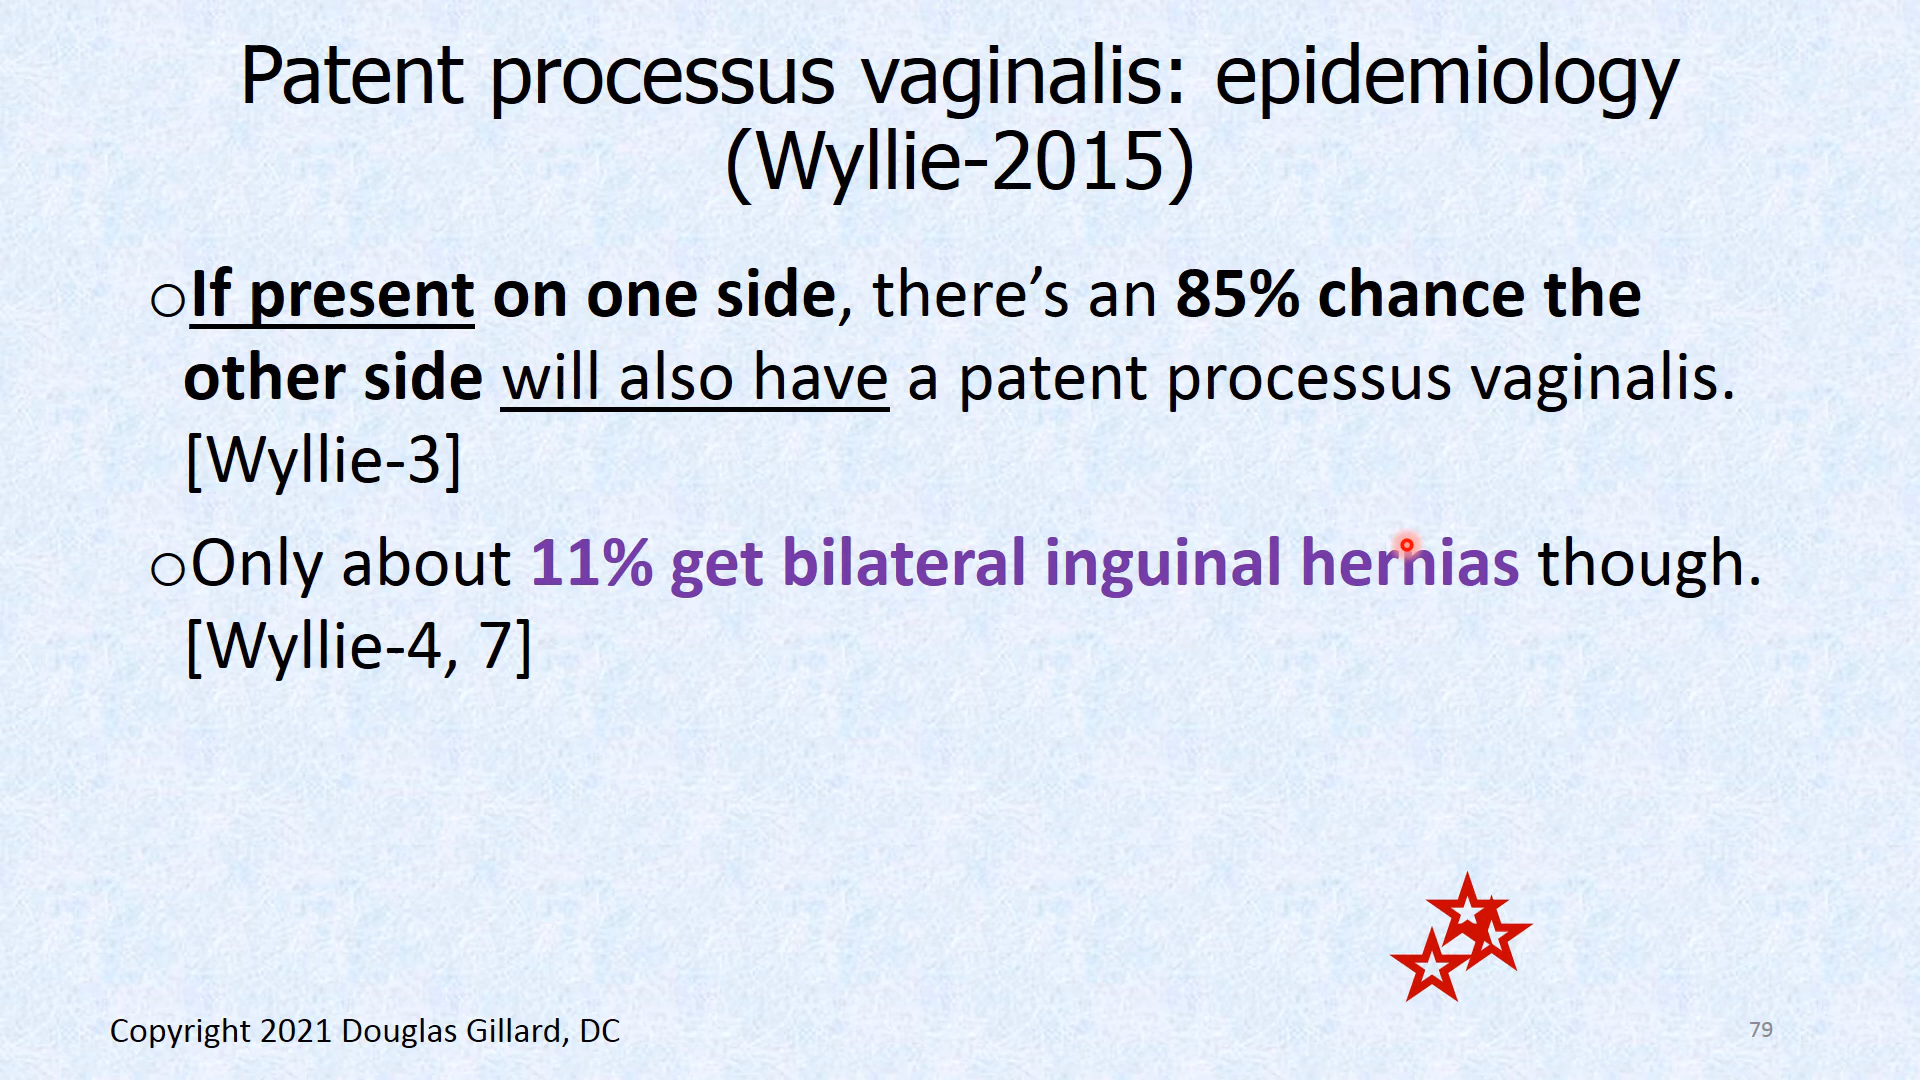 Patent processus vaginalis: epidemiology
(Wyllie-2015)
oIf present on one side, there’s an 85% chance the
other side will also have a patent processus vaginalis.
[Wyllie-3]
oOnly about 11% get bilateral inguinal hernias though.
[Wyllie-4, 7]
Copyright 2021 Douglas Gillard, DC
79